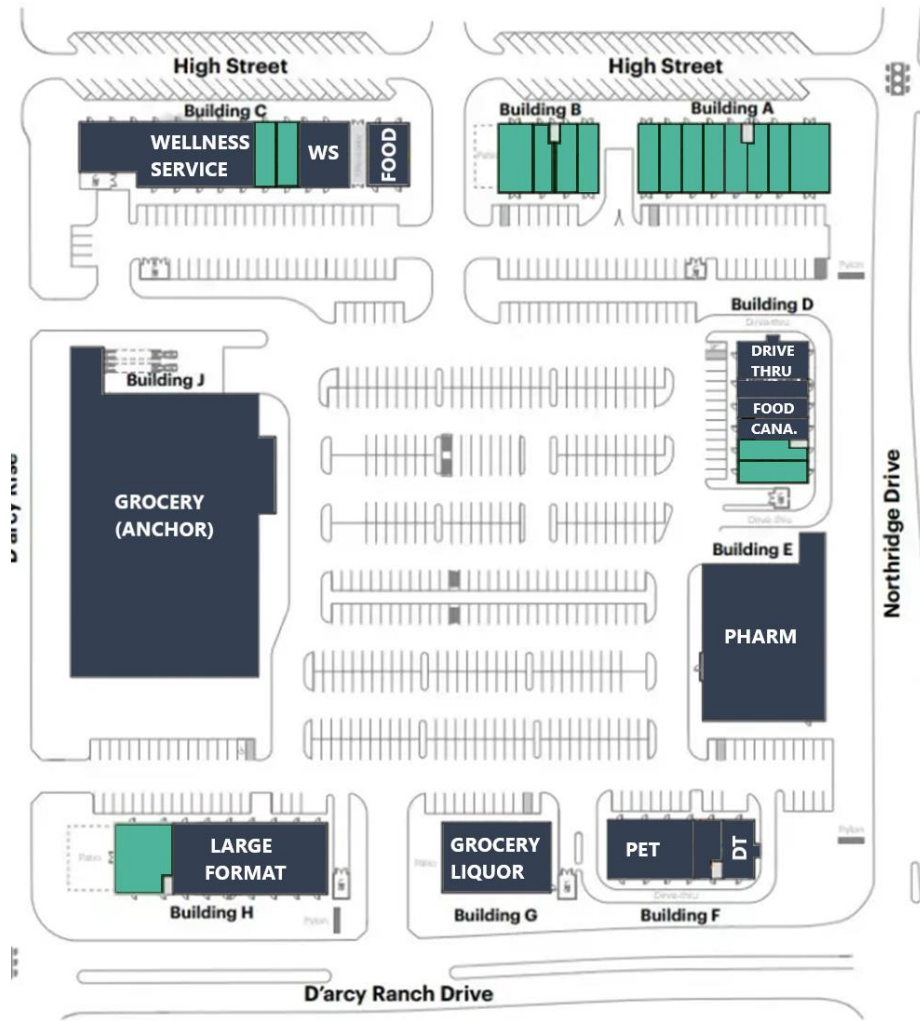 High Street
High Street
Building C
Building B
Building A
WELLNESS
SERVICE
WS
FOOD
Patio
Pylon
Building D
Drive-thru
DRIVE
THRU
FOOD
CANA.
Drive-thru
Building J
GROCERY
(ANCHOR)
Northridge Drive
Building E
PHARM
Patio
LARGE
FORMAT
Building H
Pylon
Patio
GROCERY
LIQUOR
Building G
PET
DT
Drive-thru
Building F
Pylon
D'arcy Ranch Drive